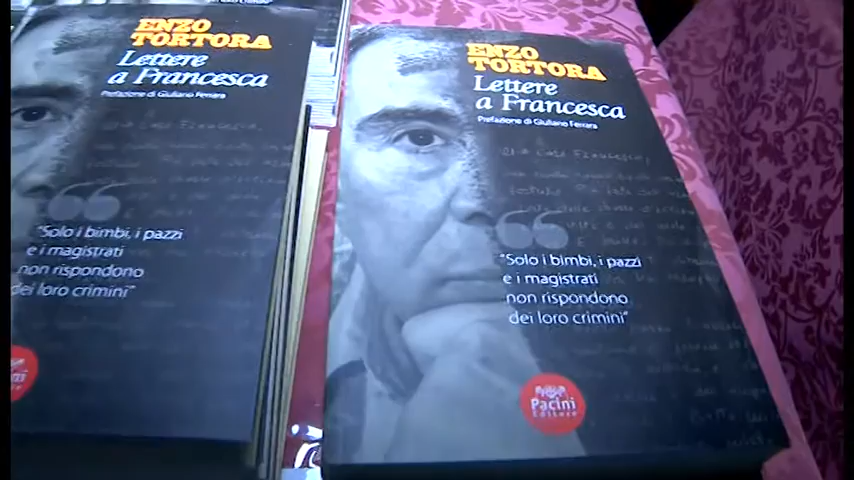 ENZO
TORTORA
Lettere
a Francesca
Prefazione di Giuliano Ferrara
"Solo i bimbi, i pazzi
e i magistrati
non rispondono
dei loro crimini"
ENZO
TORTORA
Lettere
a Francesca
Prefazione di Giuliano Ferrara
"Solo i bimbi, i pazzi
e i magistrati
non rispondono
dei loro crimini"
Pacini
Editore